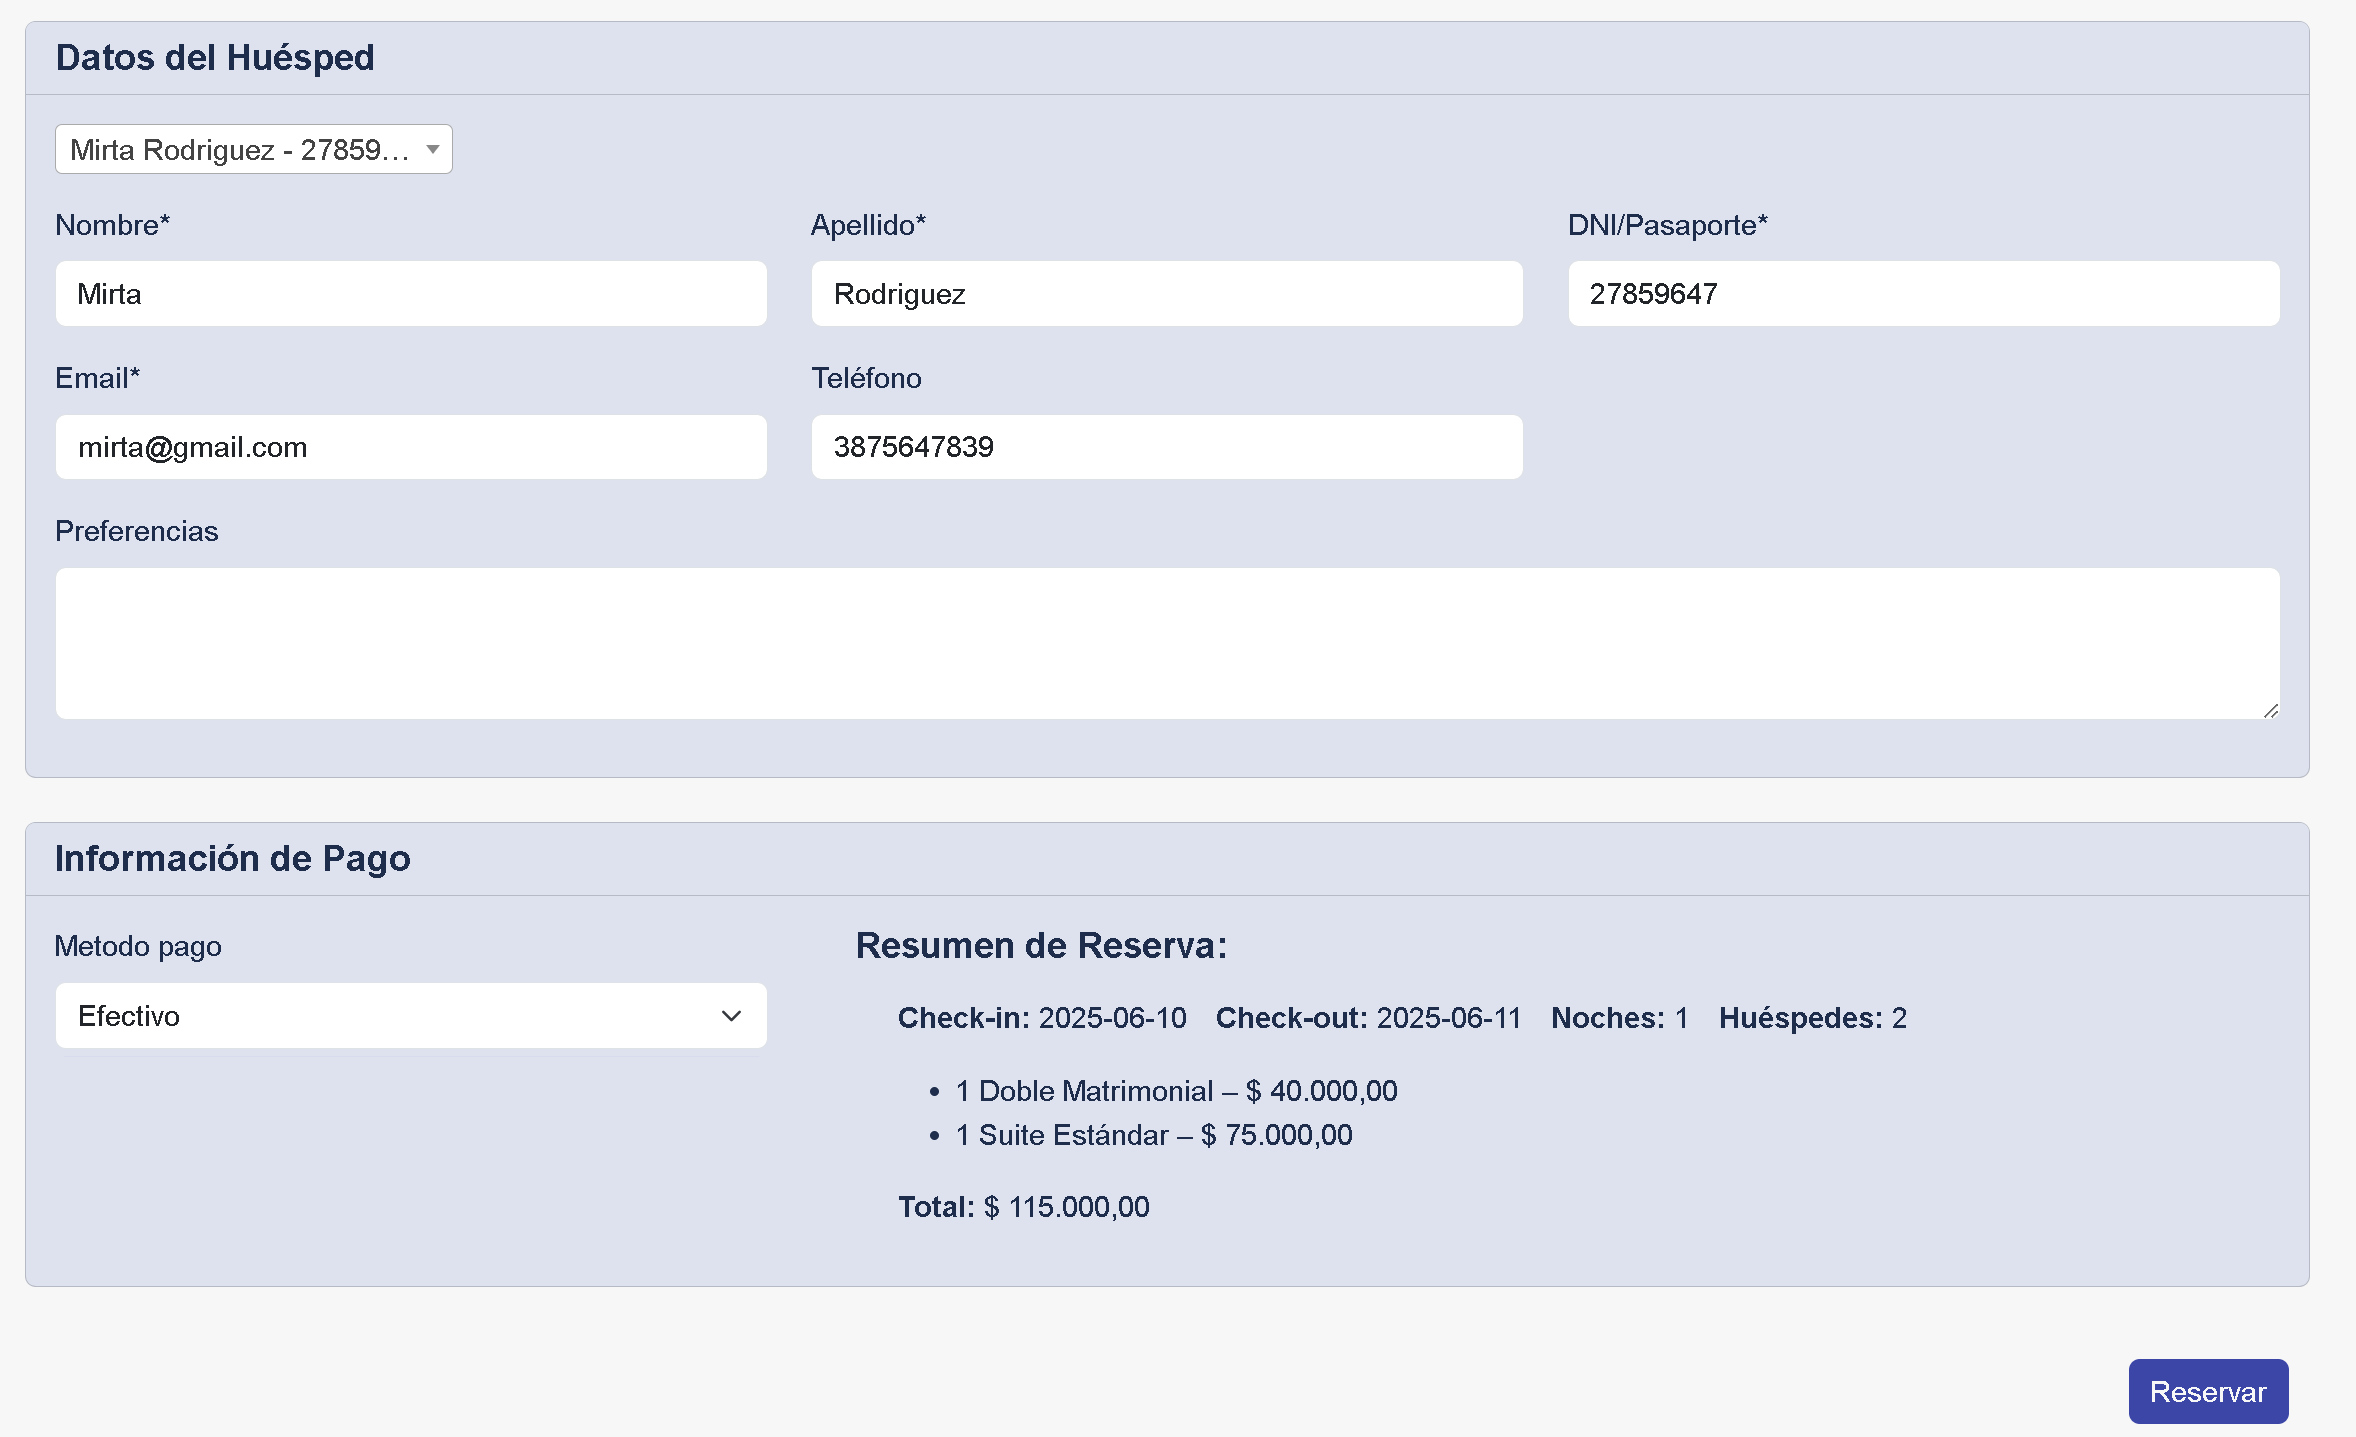 Datos del Huésped
Mirta Rodriguez - 27859...
Nombre*
Apellido*
DNI/Pasaporte*
Mirta
Rodriguez
27859647
Email*
Teléfono
mirta@gmail.com
3875647839
Preferencias
Información de Pago
Metodo pago
Efectivo
Resumen de Reserva:
Check-in: 2025-06-10 Check-out: 2025-06-11 Noches: 1 Huéspedes: 2
• 1 Doble Matrimonial – $ 40.000,00
• 1 Suite Estándar – $ 75.000,00
Total: $ 115.000,00
Reservar